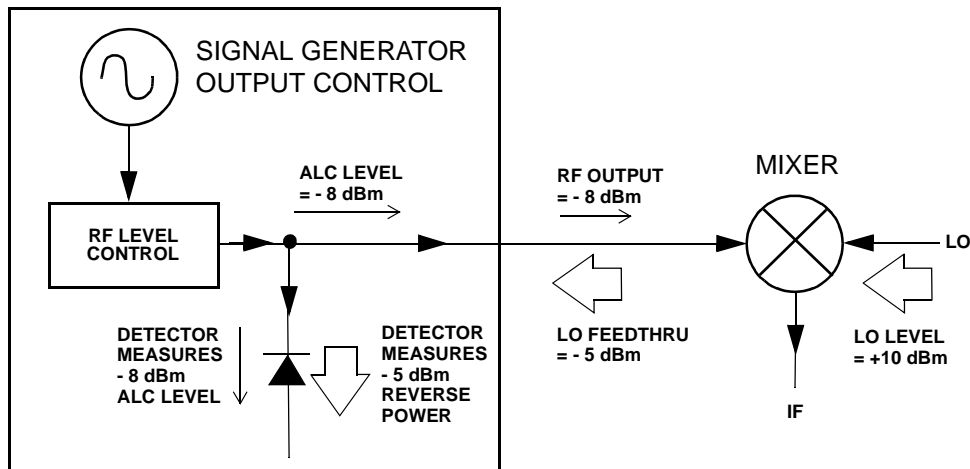 SIGNAL GENERATOR
OUTPUT CONTROL
ALC LEVEL
= - 8 dBm
RF OUTPUT
= - 8 dBm
MIXER
RF LEVEL
CONTROL
LO
DETECTOR
MEASURES
- 8 dBm
ALC LEVEL
DETECTOR
MEASURES
- 5 dBm
REVERSE
POWER
LO FEEDTHRU
= - 5 dBm
LO LEVEL
= +10 dBm
IF